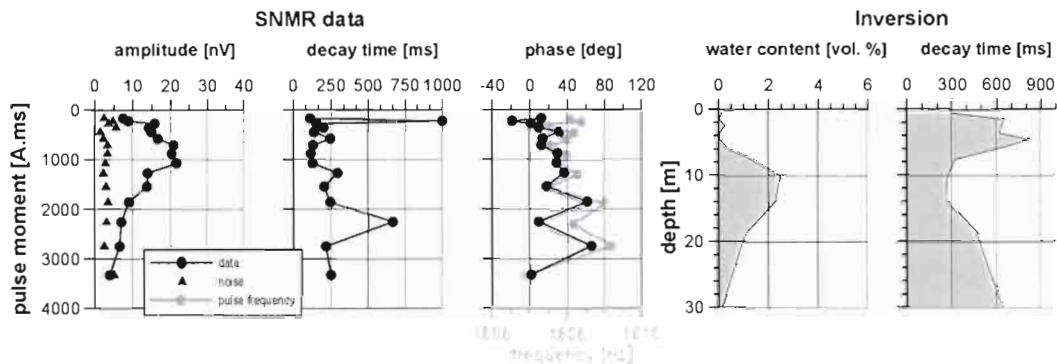 SNMR data
Inversion
amplitude [nV]
decay time [ms]
phase [deg]
water content [vol. %]
decay time [ms]
0 10 20 30 40
0 250 500 750 1000
-40 0 40 80 120
0 2 4 6
0 300 600 900
pulse moment [A.ms]
0
1000
2000
3000
4000
depth [m]
0
10
20
30
data
noise
pulse frequency
frequency [Hz]